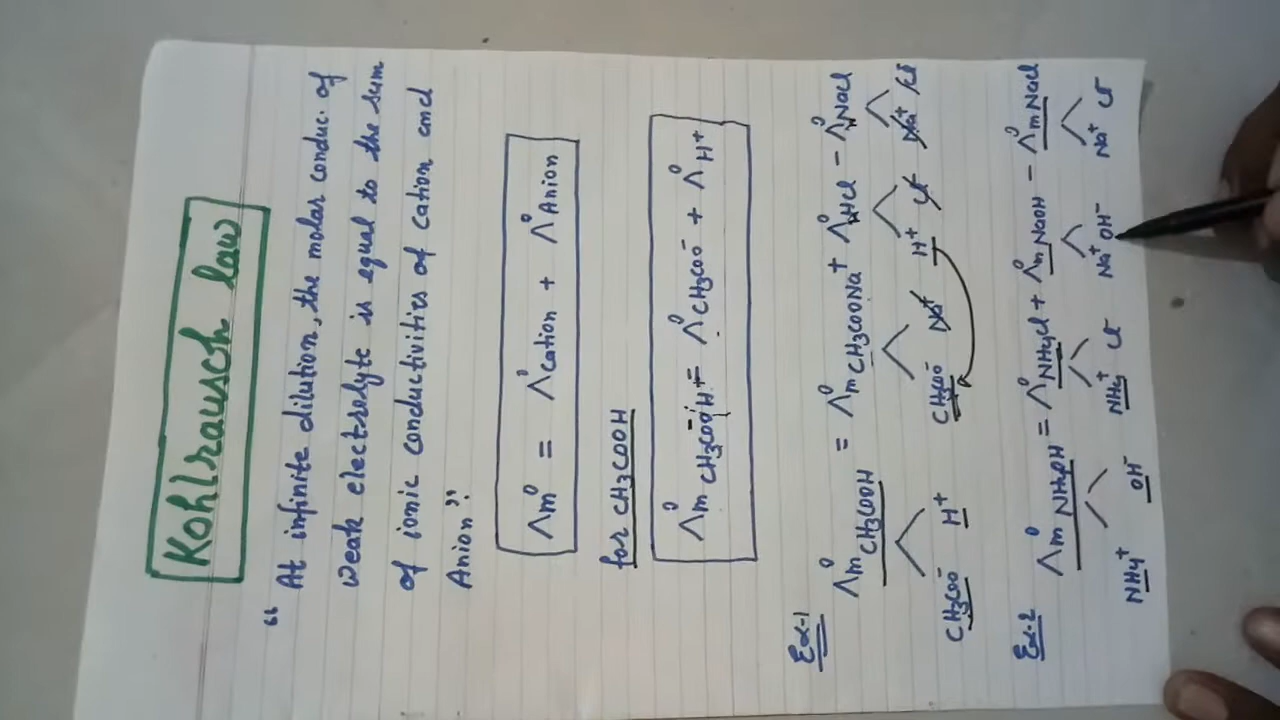 Kohlrausch law
“ At infinite dilution, the molar conduc. of
weak electrolyte is equal to the sum
of ionic conductivities of cation and
Anion”.
Λ°m = Λ°Cation + Λ°Anion
for CH3COOH
Λ°m CH3COO⁻H⁺ = Λ°CH3COO⁻ + Λ°H⁺
Ex-1
Λ°m CH3COOH = Λ°m CH3COONa + Λ°m HCl − Λ°m NaCl
CH3COO⁻ H⁺ CH3COO⁻ Na⁺ H⁺ Cl⁻ Na⁺ Cl⁻
Ex-2
Λ°m NH4OH = Λ°m NH4Cl + Λ°m NaOH − Λ°m NaCl
NH4⁺ OH⁻ NH4⁺ Cl⁻ Na⁺ OH⁻ Na⁺ Cl⁻